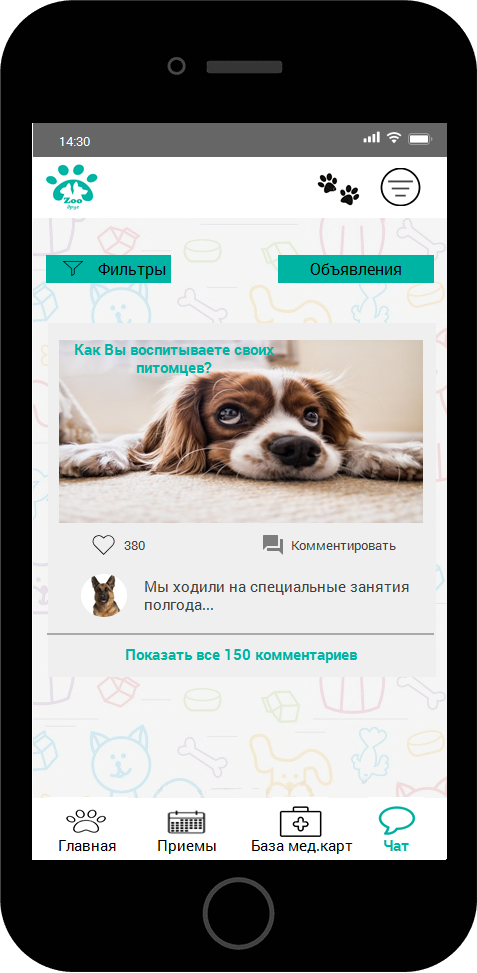 14:30
Zoo
Фильтры
Объявления
Как Вы воспитываете своих
питомцев?
380
Комментировать
Мы ходили на специальные занятия
полгода...
Показать все 150 комментариев
Главная
Приемы
База мед.карт
Чат